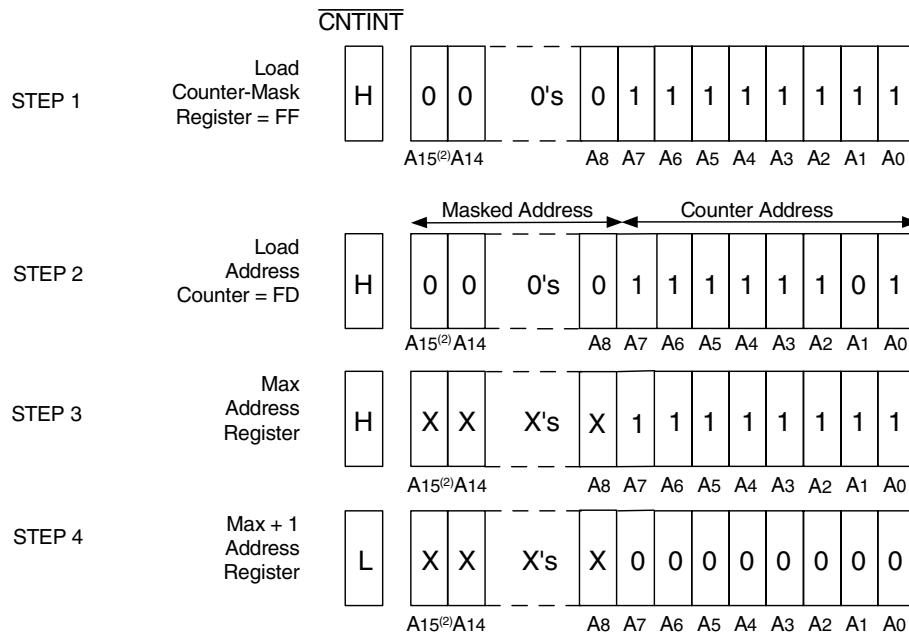 CNTINT
STEP 1
Load
Counter-Mask
Register = FF
H 0 0 0's 0 1 1 1 1 1 1 1 1
A15(2) A14 A8 A7 A6 A5 A4 A3 A2 A1 A0
Masked Address Counter Address
STEP 2
Load
Address
Counter = FD
H 0 0 0's 0 1 1 1 1 1 1 0 1
A15(2) A14 A8 A7 A6 A5 A4 A3 A2 A1 A0
STEP 3
Max
Address
Register
H X X X's X 1 1 1 1 1 1 1 1
A15(2) A14 A8 A7 A6 A5 A4 A3 A2 A1 A0
STEP 4
Max + 1
Address
Register
L X X X's X 0 0 0 0 0 0 0 0
A15(2) A14 A8 A7 A6 A5 A4 A3 A2 A1 A0